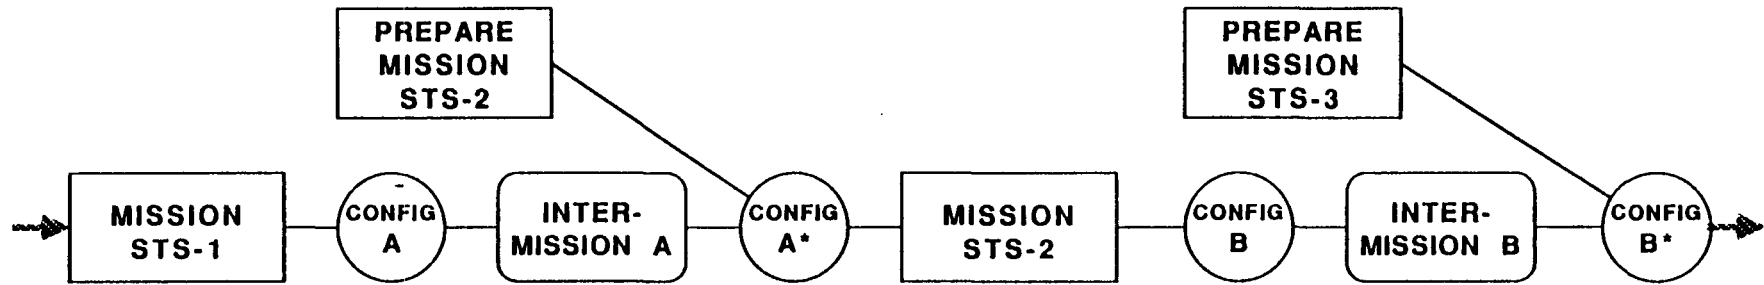 PREPARE
MISSION
STS-2
PREPARE
MISSION
STS-3
MISSION
STS-1
CONFIG
A
INTER-
MISSION A
CONFIG
A*
MISSION
STS-2
CONFIG
B
INTER-
MISSION B
CONFIG
B*